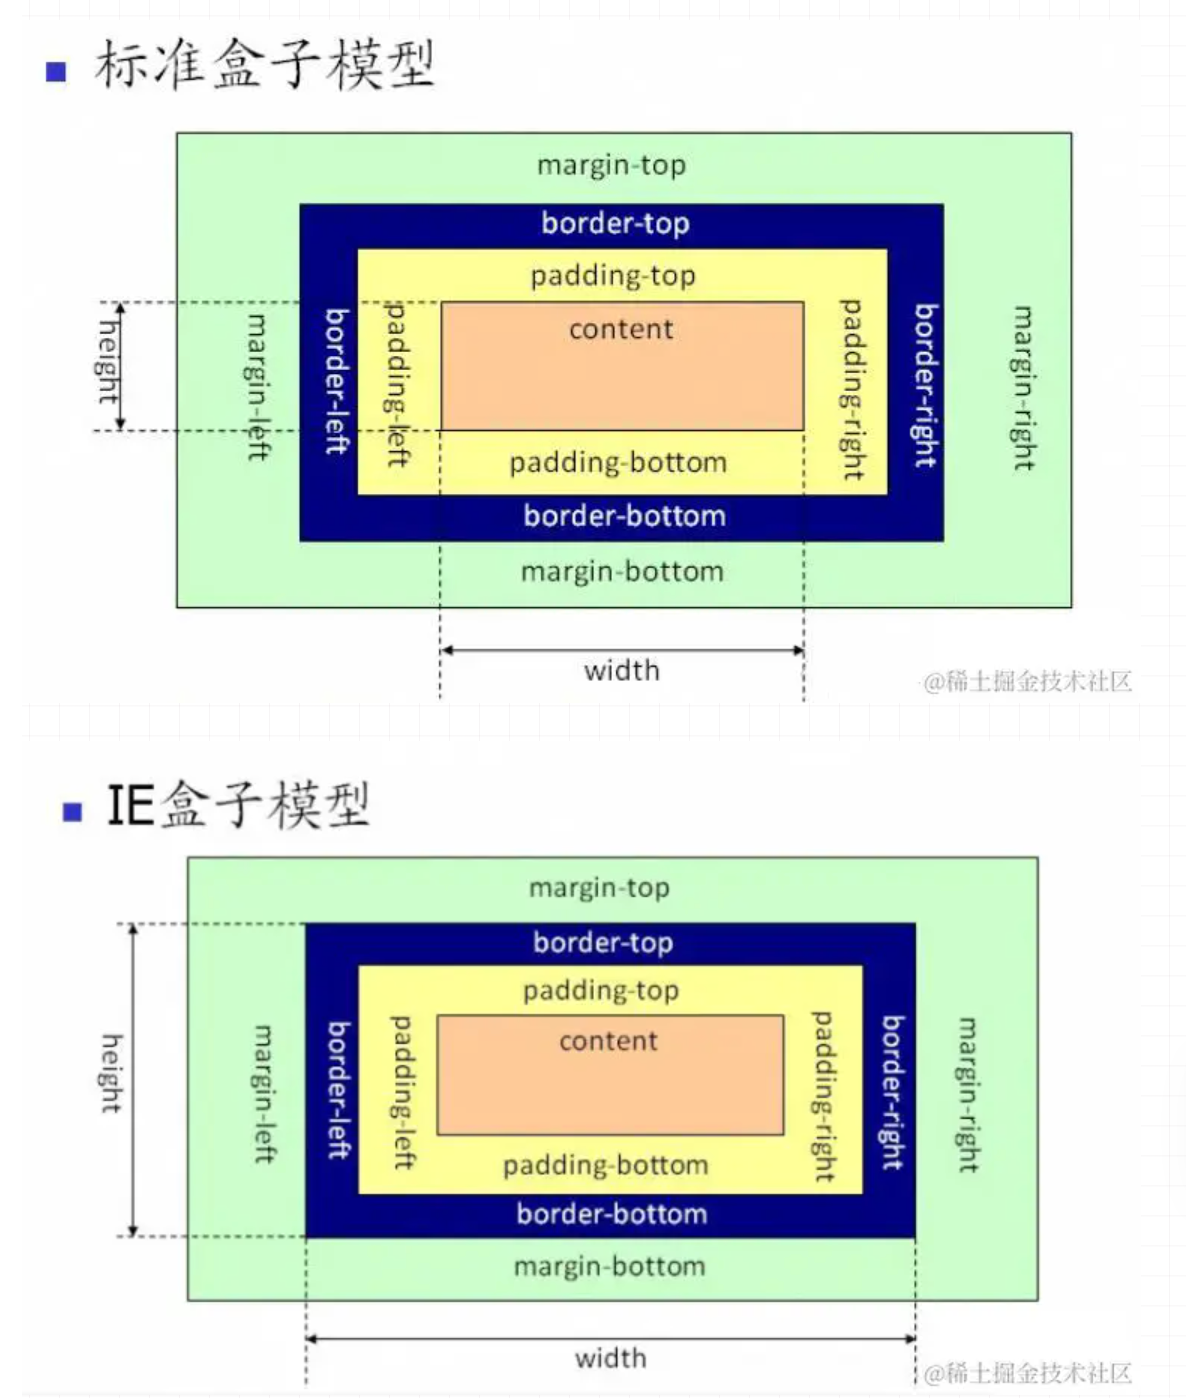 标准盒子模型
margin-top
border-top
padding-top
height
margin-left
border-left
padding-left
content
padding-right
border-right
margin-right
padding-bottom
border-bottom
margin-bottom
width
@稀土掘金技术社区
IE盒子模型
margin-top
border-top
padding-top
height
margin-left
border-left
padding-left
content
padding-right
border-right
margin-right
padding-bottom
border-bottom
margin-bottom
width
@稀土掘金技术社区